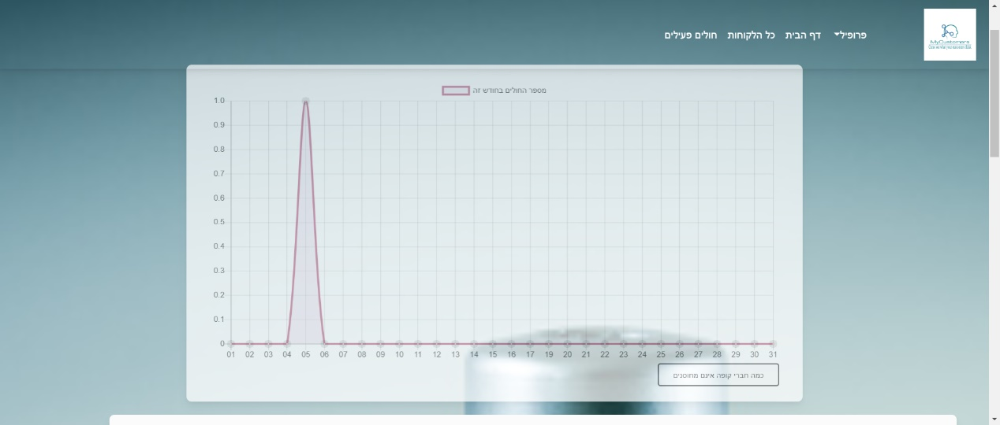 פרופיל
דף הבית
כל הלקוחות
חולים פעילים
MyCustomers
מספר החולים בחודש זה
1.0
0.9
0.8
0.7
0.6
0.5
0.4
0.3
0.2
0.1
0
01 02 03 04 05 06 07 08 09 10 11 12 13 14 15 16 17 19 20 21 22 23 24 25 26 27 28 29 30 31
כמה חברי קופה אינם מחוסנים